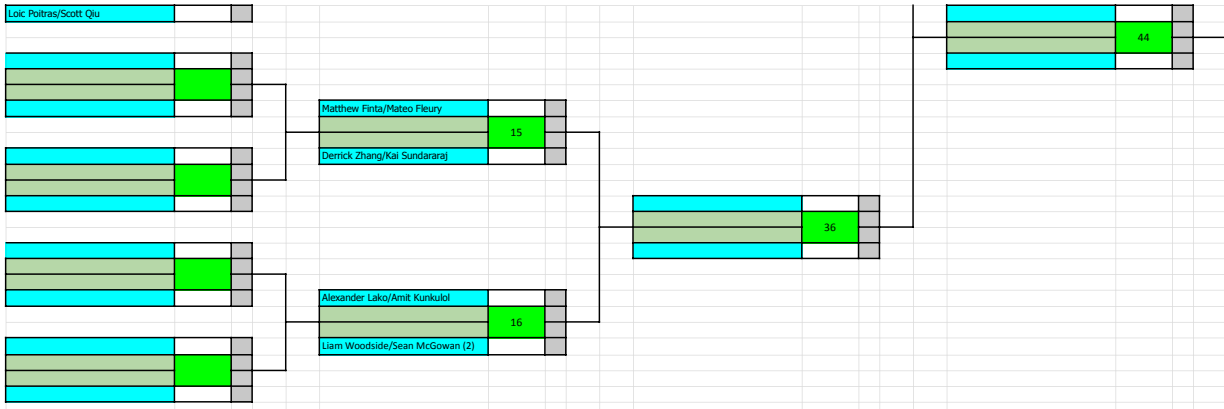 Loic Poitras/Scott Qiu
44
Matthew Finta/Mateo Fleury
15
Derrick Zhang/Kai Sundararaj
36
Alexander Lako/Amit Kunkulol
16
Liam Woodside/Sean McGowan (2)